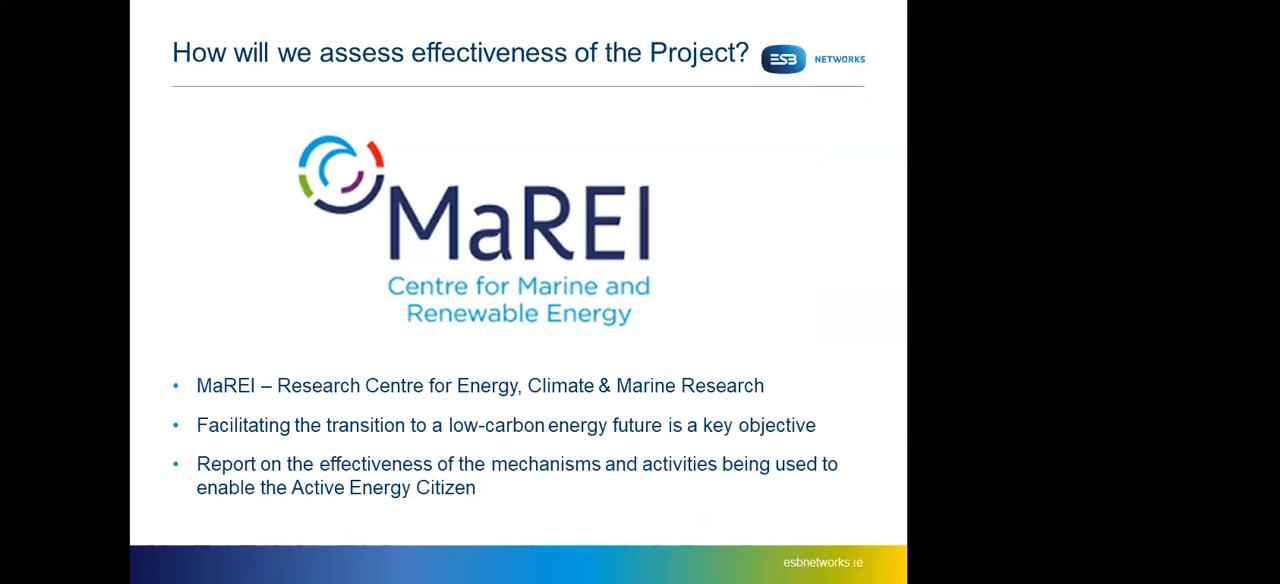 How will we assess effectiveness of the Project?
ESB NETWORKS
MaREI
Centre for Marine and
Renewable Energy
• MaREI – Research Centre for Energy, Climate & Marine Research
• Facilitating the transition to a low-carbon energy future is a key objective
• Report on the effectiveness of the mechanisms and activities being used to
enable the Active Energy Citizen
esbnetworks.ie